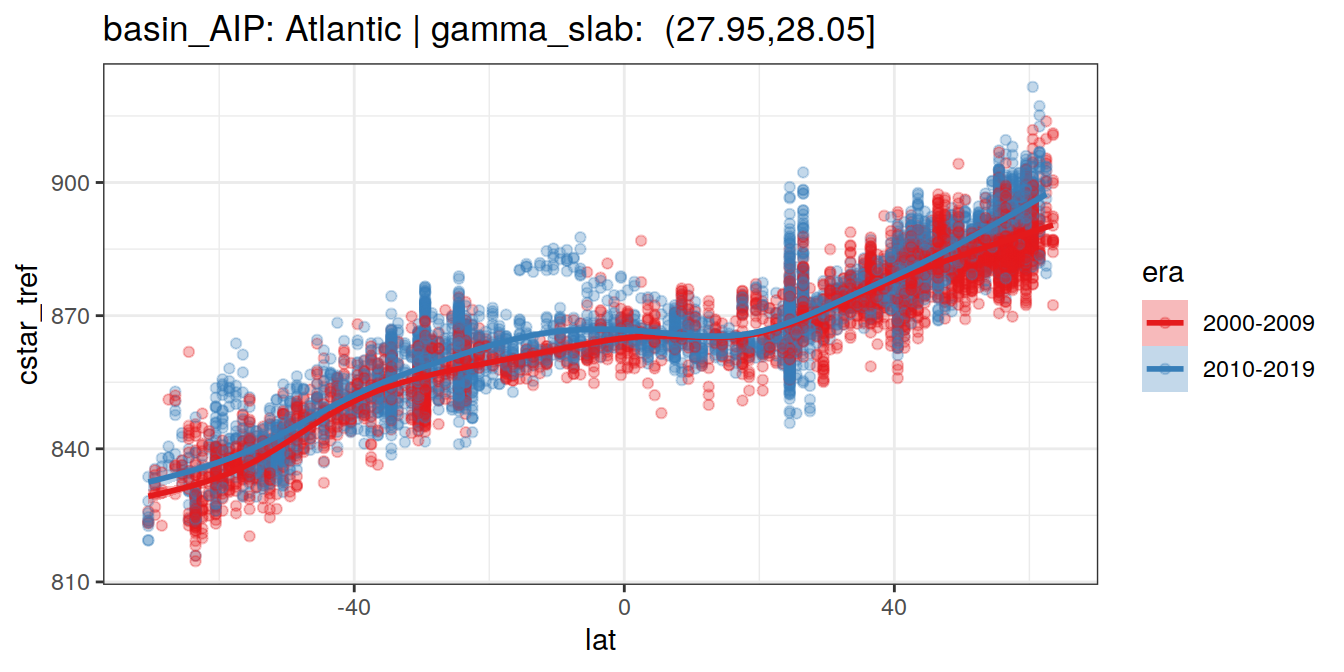 basin_AIP: Atlantic | gamma_slab:  (27.95,28.05]
900
870
840
810
cstar_tref
-40
0
40
lat
era
2000-2009
2010-2019